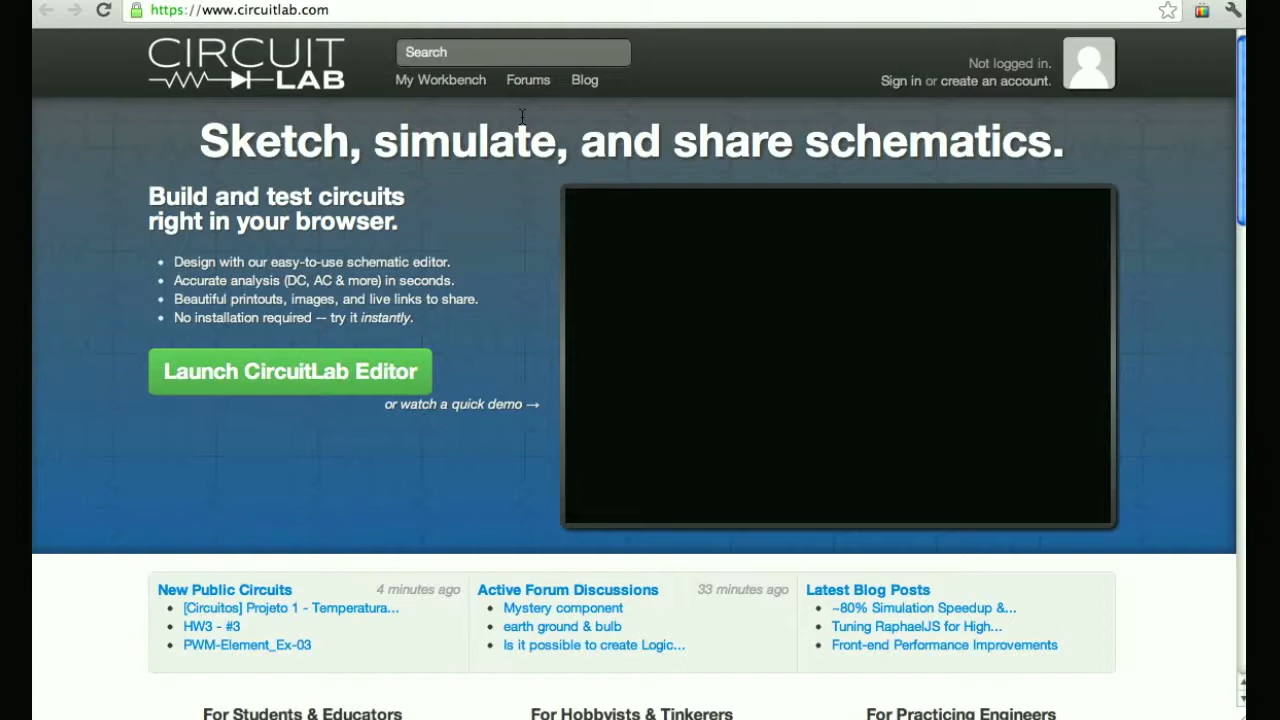 https://www.circuitlab.com
CIRCUIT
LAB
Search
My Workbench Forums Blog
Not logged in.
Sign in or create an account.
Sketch, simulate, and share schematics.
Build and test circuits
right in your browser.
Design with our easy-to-use schematic editor.
Accurate analysis (DC, AC & more) in seconds.
Beautiful printouts, images, and live links to share.
No installation required -- try it instantly.
Launch CircuitLab Editor
or watch a quick demo →
New Public Circuits 4 minutes ago
[Circuitos] Projeto 1 - Temperatura...
HW3 - #3
PWM-Element_Ex-03
Active Forum Discussions 33 minutes ago
Mystery component
earth ground & bulb
Is it possible to create Logic...
Latest Blog Posts
~80% Simulation Speedup &...
Tuning RaphaelJS for High...
Front-end Performance Improvements
For Students & Educators
For Hobbyists & Tinkerers
For Practicing Engineers